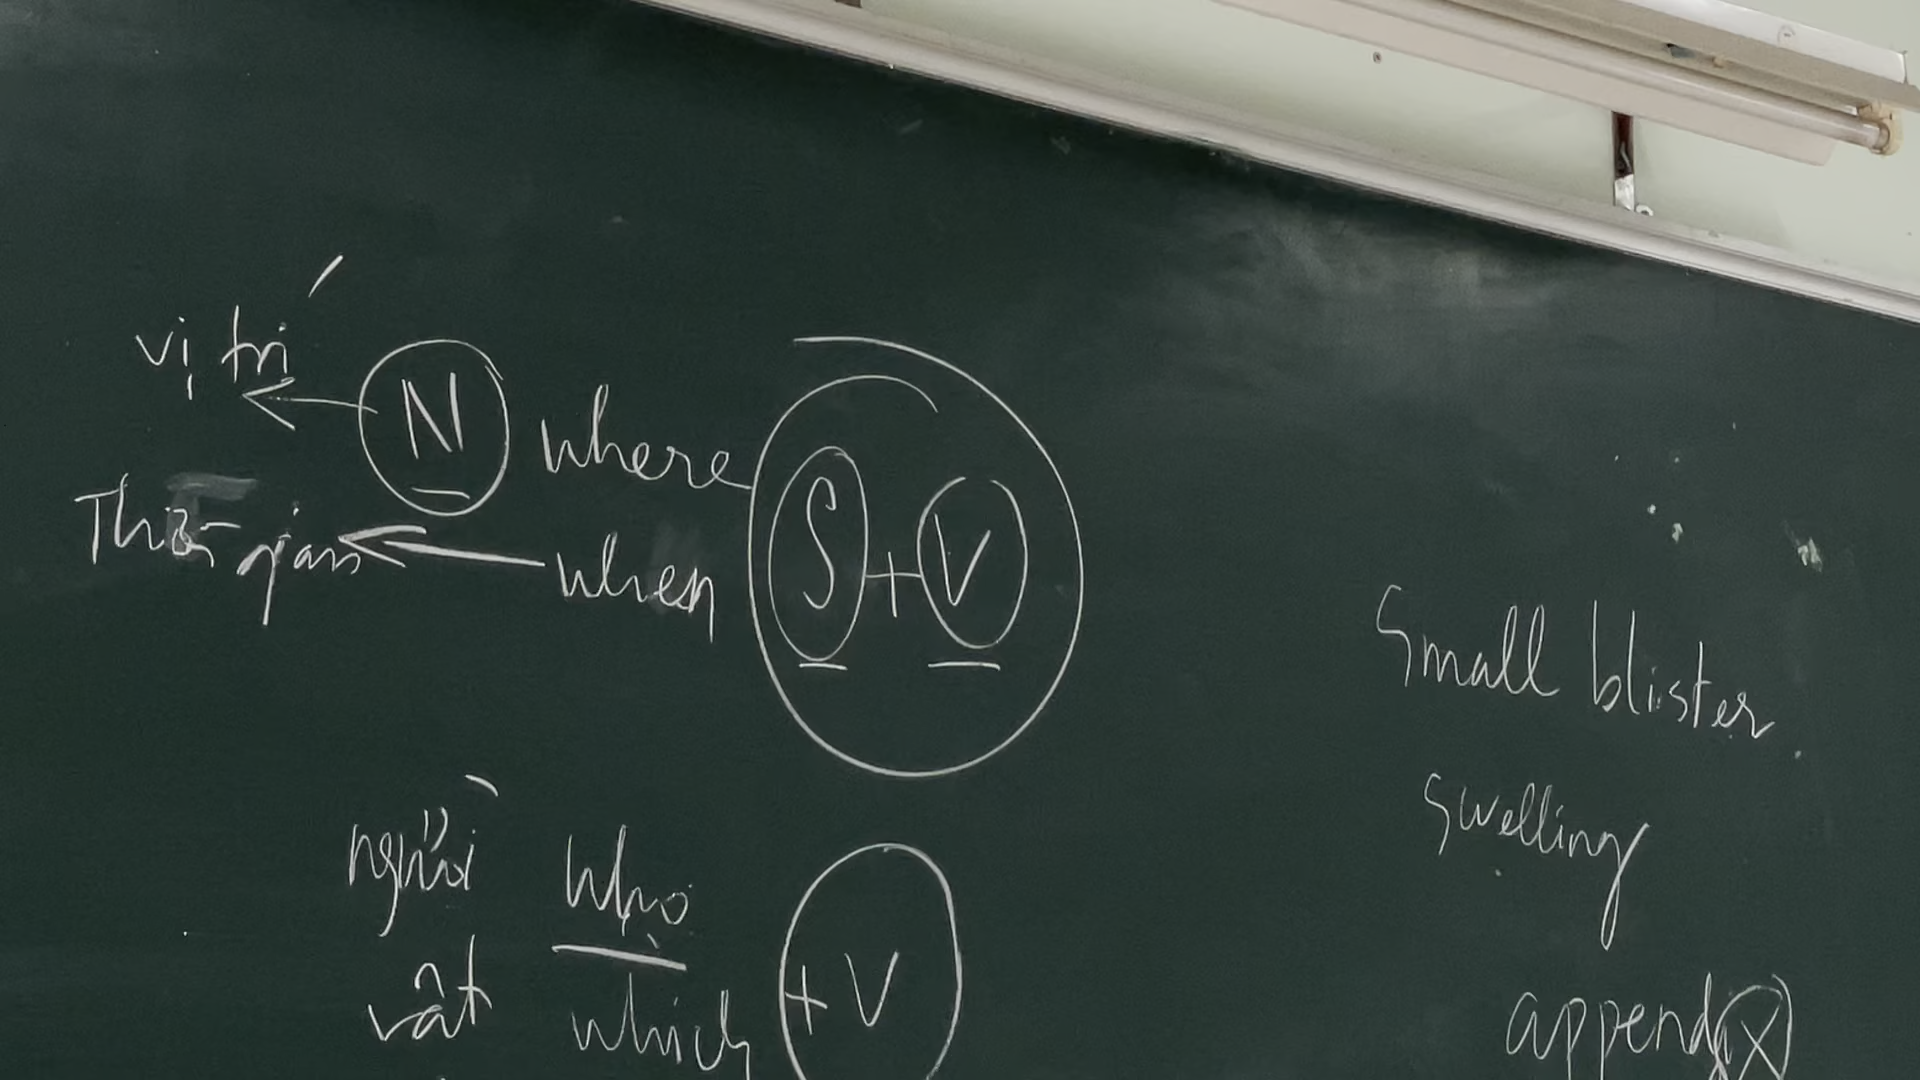 vị trí
N where S + V
Thời gian when
người who
+ V
vật which
Small blister.
Swelling
appendix